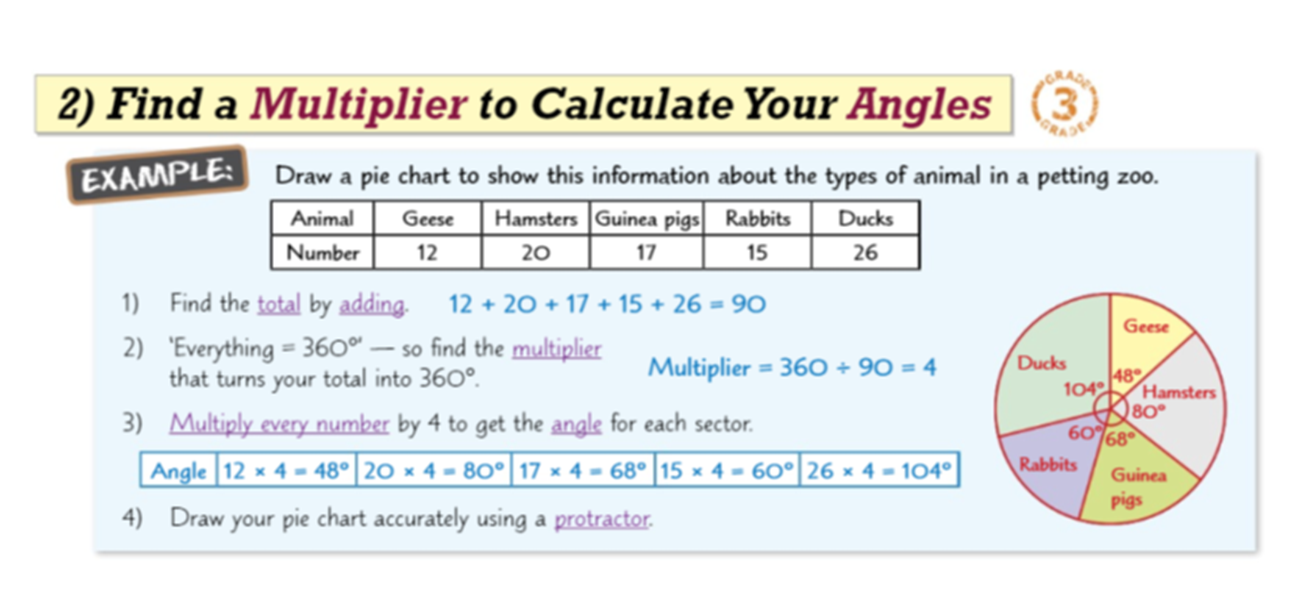 2) Find a Multiplier to Calculate Your Angles
GRADE 3 GRADE
EXAMPLE:
Draw a pie chart to show this information about the types of animal in a petting zoo.
Animal Geese Hamsters Guinea pigs Rabbits Ducks
Number 12 20 17 15 26
1) Find the total by adding. 12 + 20 + 17 + 15 + 26 = 90
2) 'Everything = 360°' — so find the multiplier
that turns your total into 360°.
Multiplier = 360 ÷ 90 = 4
3) Multiply every number by 4 to get the angle for each sector.
Angle 12 × 4 = 48° 20 × 4 = 80° 17 × 4 = 68° 15 × 4 = 60° 26 × 4 = 104°
4) Draw your pie chart accurately using a protractor.
Geese
48°
Hamsters
80°
Guinea
pigs
68°
Rabbits
60°
Ducks
104°